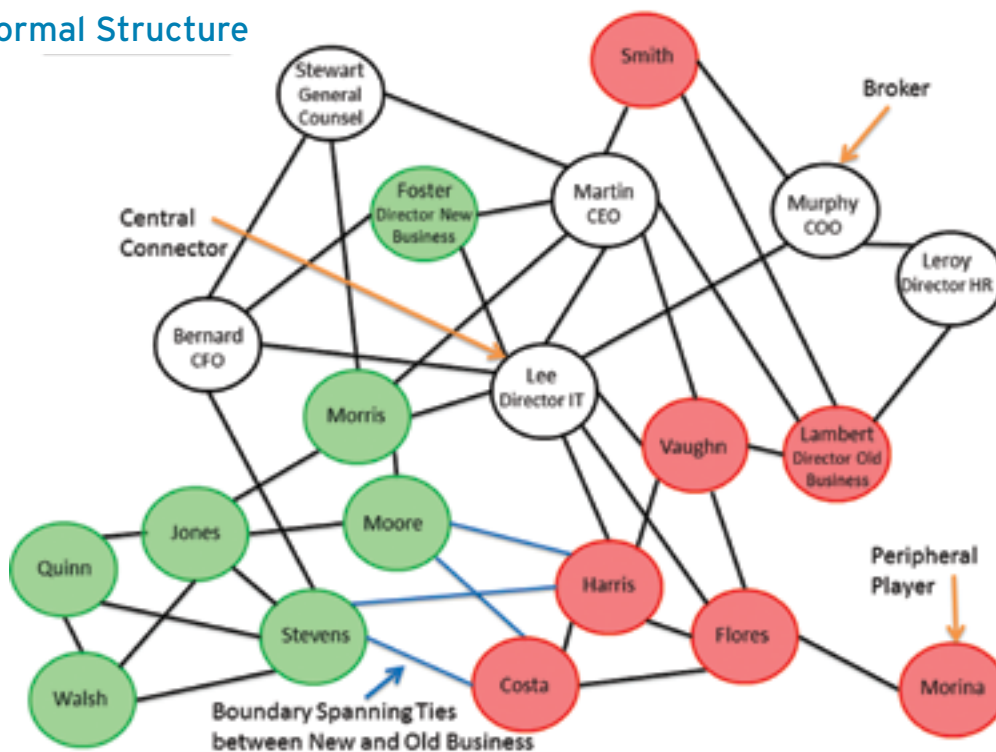 ormal Structure
Smith
Stewart
General
Counsel
Broker
Foster
Director New
Business
Martin
CEO
Murphy
COO
Central
Connector
Leroy
Director HR
Bernard
CFO
Lee
Director IT
Morris
Vaughn
Lambert
Director Old
Business
Jones
Moore
Quinn
Harris
Peripheral
Player
Stevens
Flores
Costa
Morina
Walsh
Boundary Spanning Ties
between New and Old Business